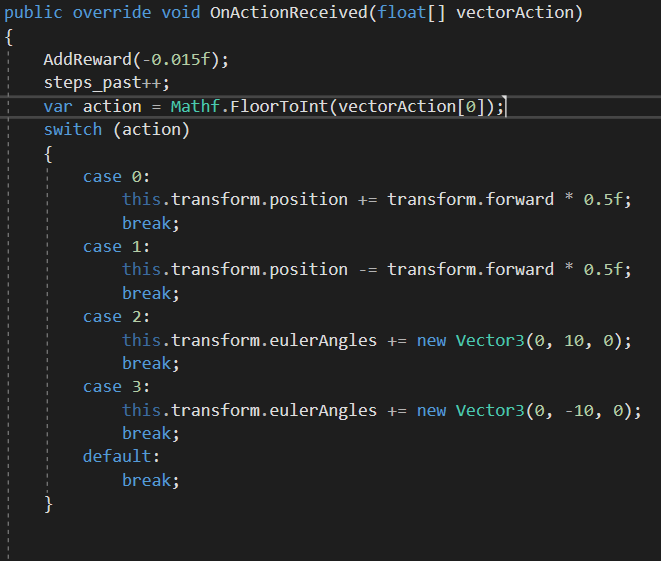 public override void OnActionReceived(float[] vectorAction)
{
    AddReward(-0.015f);
    steps_past++;
    var action = Mathf.FloorToInt(vectorAction[0]);
    switch (action)
    {
        case 0:
            this.transform.position += transform.forward * 0.5f;
            break;
        case 1:
            this.transform.position -= transform.forward * 0.5f;
            break;
        case 2:
            this.transform.eulerAngles += new Vector3(0, 10, 0);
            break;
        case 3:
            this.transform.eulerAngles += new Vector3(0, -10, 0);
            break;
        default:
            break;
    }